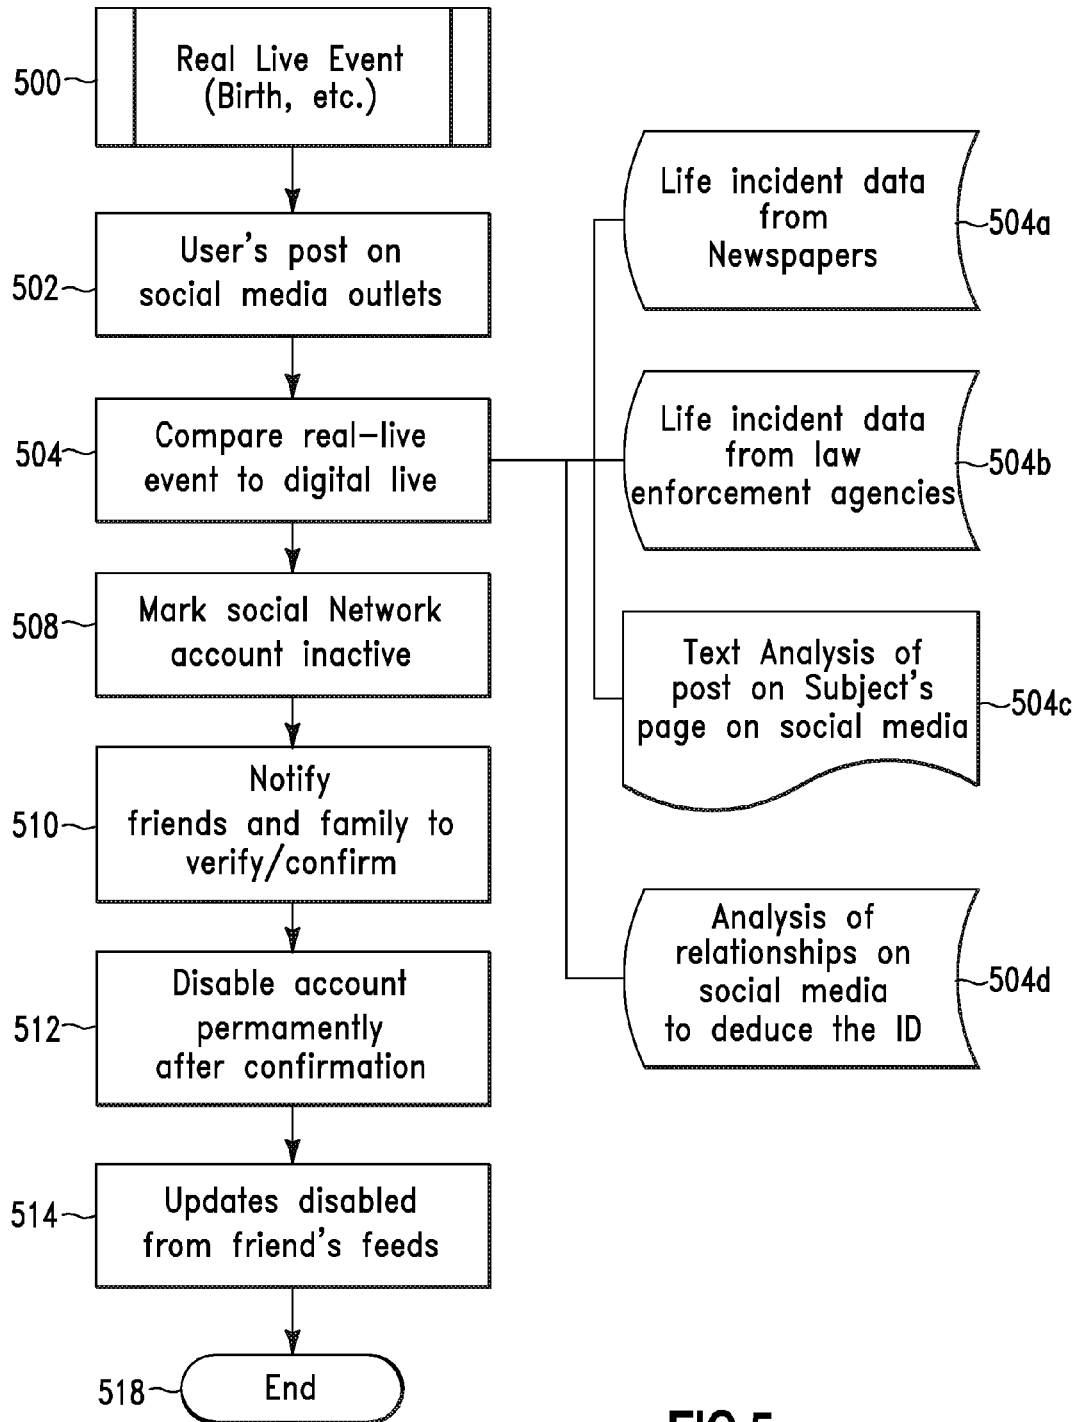 500
Real Live Event
(Birth, etc.)
502
User's post on
social media outlets
504
Compare real-live
event to digital live
Life incident data
from
Newspapers
504a
Life incident data
from law
enforcement agencies
504b
Text Analysis of
post on Subject's
page on social media
504c
Analysis of
relationships on
social media
to deduce the ID
504d
508
Mark social Network
account inactive
510
Notify
friends and family to
verify/confirm
512
Disable account
permamently
after confirmation
514
Updates disabled
from friend's feeds
518
End
FIG.5